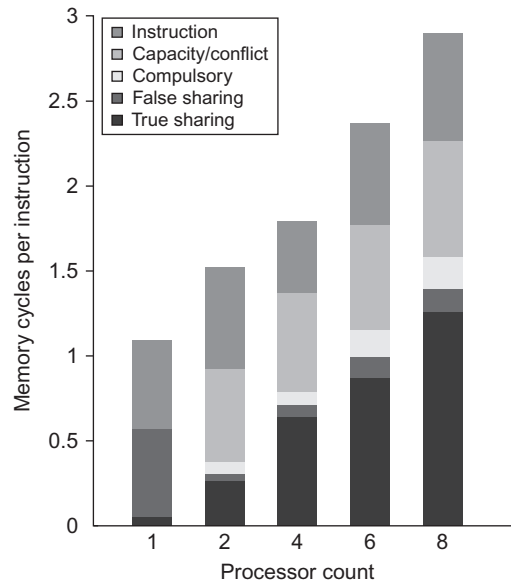 3
2.5
2
1.5
1
0.5
0
Memory cycles per instruction
Instruction
Capacity/conflict
Compulsory
False sharing
True sharing
1 2 4 6 8
Processor count